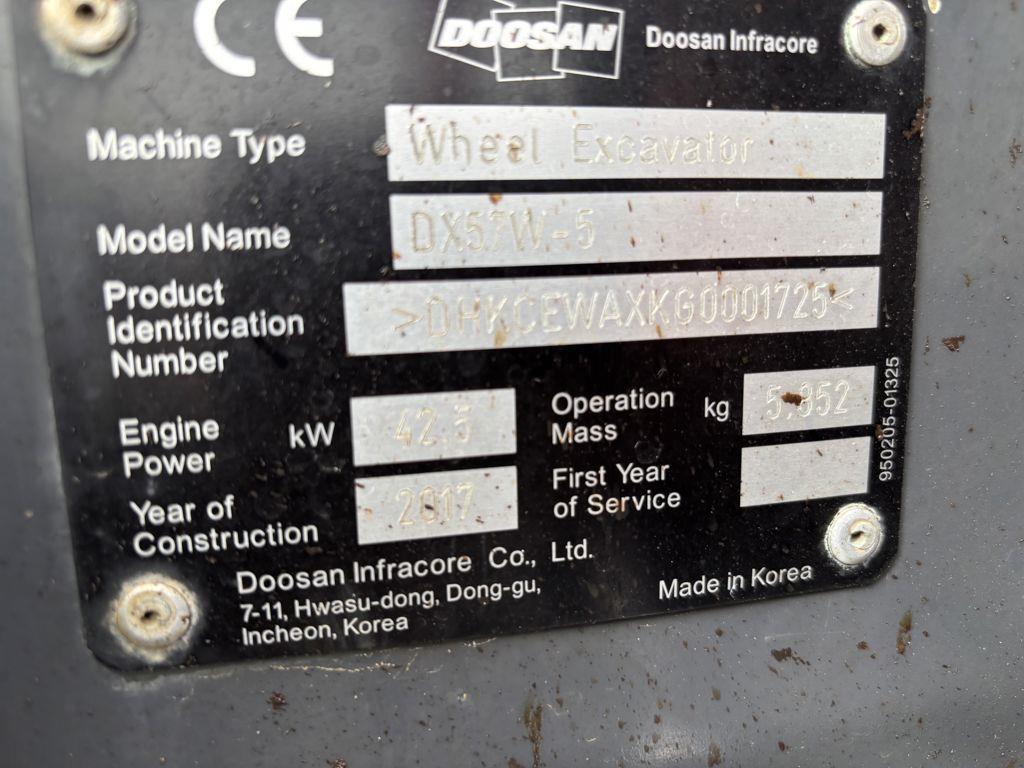 CE DOOSAN Doosan Infracore
Machine Type Wheel Excavator
Model Name DX57W-5
Product
Identification
Number
>DHKCEWAXKG0001725<
Engine
Power
kW 42.5
Operation
Mass
kg 5.852
Year of
Construction
2017
First Year
of Service
950205-01325
Doosan Infracore Co., Ltd.
7-11, Hwasu-dong, Dong-gu,
Incheon, Korea
Made in Korea